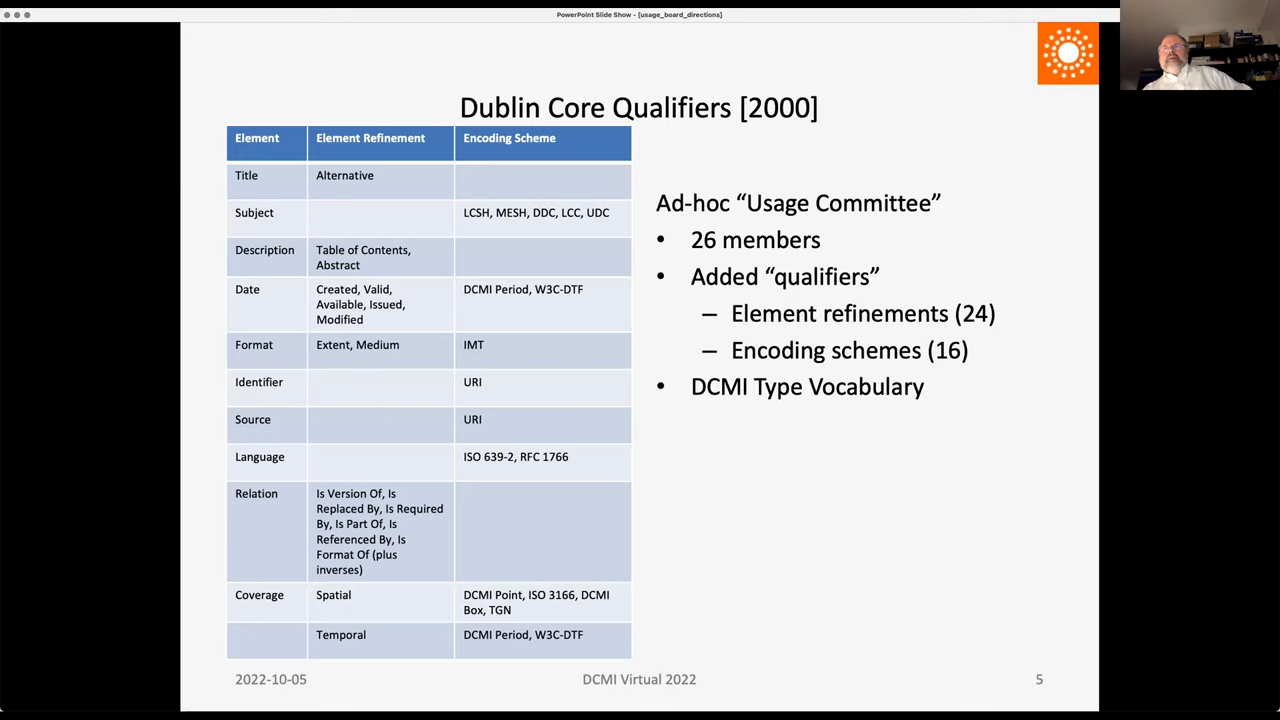 PowerPoint Slide Show - [usage_board_directions]
Dublin Core Qualifiers [2000]
Element Element Refinement Encoding Scheme
Title Alternative
Subject LCSH, MESH, DDC, LCC, UDC
Description Table of Contents,
Abstract
Date Created, Valid, DCMI Period, W3C-DTF
Available, Issued,
Modified
Format Extent, Medium IMT
Identifier URI
Source URI
Language ISO 639-2, RFC 1766
Relation Is Version Of, Is
Replaced By, Is Required
By, Is Part Of, Is
Referenced By, Is
Format Of (plus
inverses)
Coverage Spatial DCMI Point, ISO 3166, DCMI
Box, TGN
Temporal DCMI Period, W3C-DTF
Ad-hoc “Usage Committee”
• 26 members
• Added “qualifiers”
– Element refinements (24)
– Encoding schemes (16)
• DCMI Type Vocabulary
2022-10-05 DCMI Virtual 2022 5